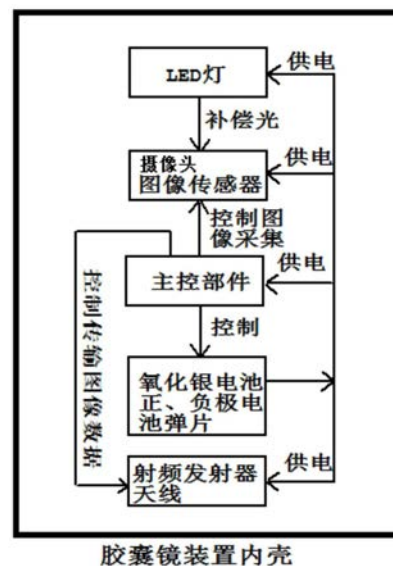 LED灯
供电
补偿光
摄像头
图像传感器
供电
控制图
像采集
主控部件
供电
控制
控制传输图像数据
氧化银电池
正、负极电
池弹片
射频发射器
天线
供电
胶囊镜装置内壳